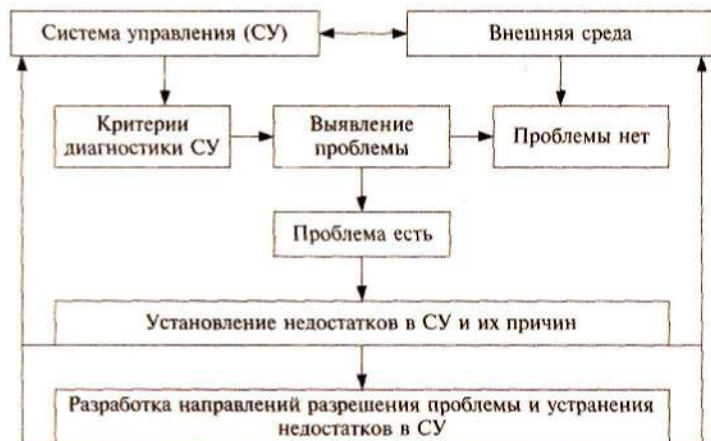 Система управления (СУ)
Внешняя среда
Критерии
диагностики СУ
Выявление
проблемы
Проблемы нет
Проблема есть
Установление недостатков в СУ и их причин
Разработка направлений разрешения проблемы и устранения
недостатков в СУ